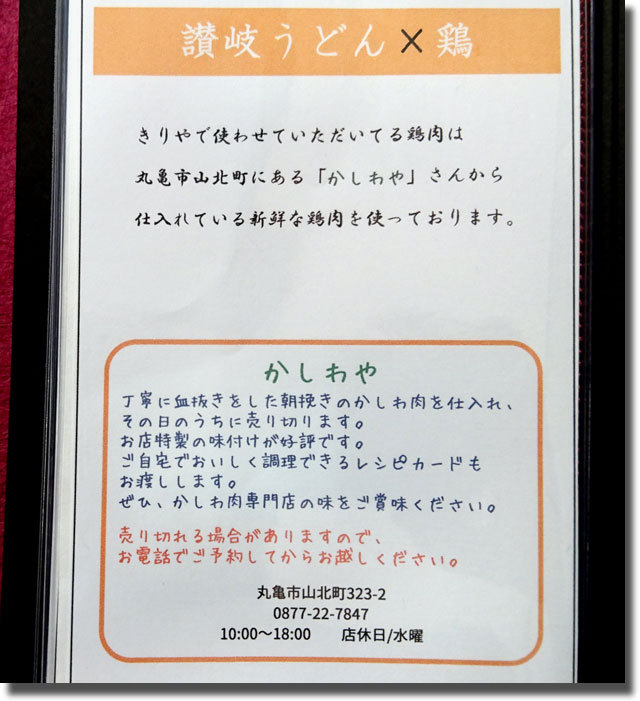 讃岐うどん×鶏
きりやで使わせていただいてる鶏肉は
丸亀市山北町にある「かしわや」さんから
仕入れている新鮮な鶏肉を使っております。
かしわや
丁寧に血抜きをした朝挽きのかしわ肉を仕入れ、
その日のうちに売り切ります。
お店特製の味付けが好評です。
ご自宅でおいしく調理できるレシピカードも
お渡しします。
ぜひ、かしわ肉専門店の味をご賞味ください。
売り切れる場合がありますので、
お電話でご予約してからお越しください。
丸亀市山北町323-2
0877-22-7847
10:00〜18:00 店休日/水曜